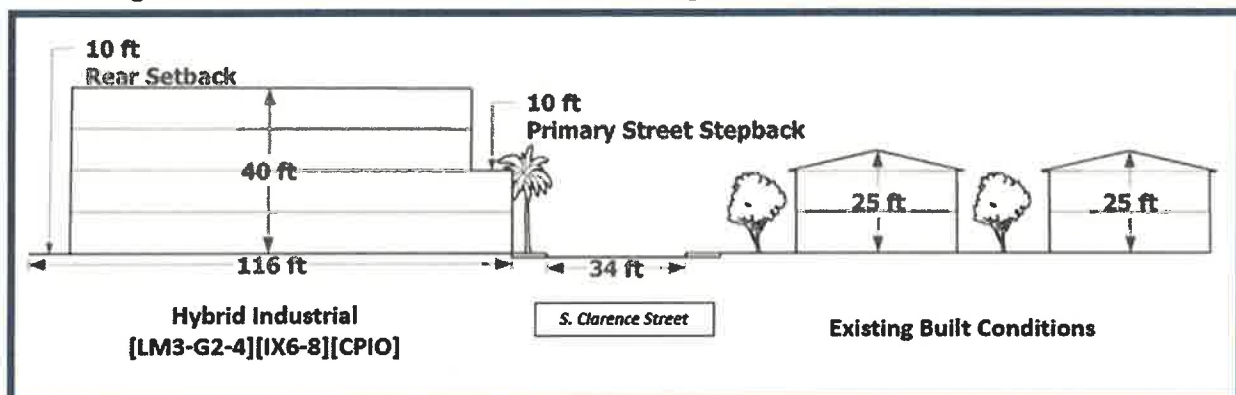 10 ft
Rear Setback
10 ft
Primary Street Stepback
40 ft
25 ft
25 ft
116 ft
34 ft
Hybrid Industrial
[LM3-G2-4][IX6-8][CPIO]
S. Clarence Street
Existing Built Conditions